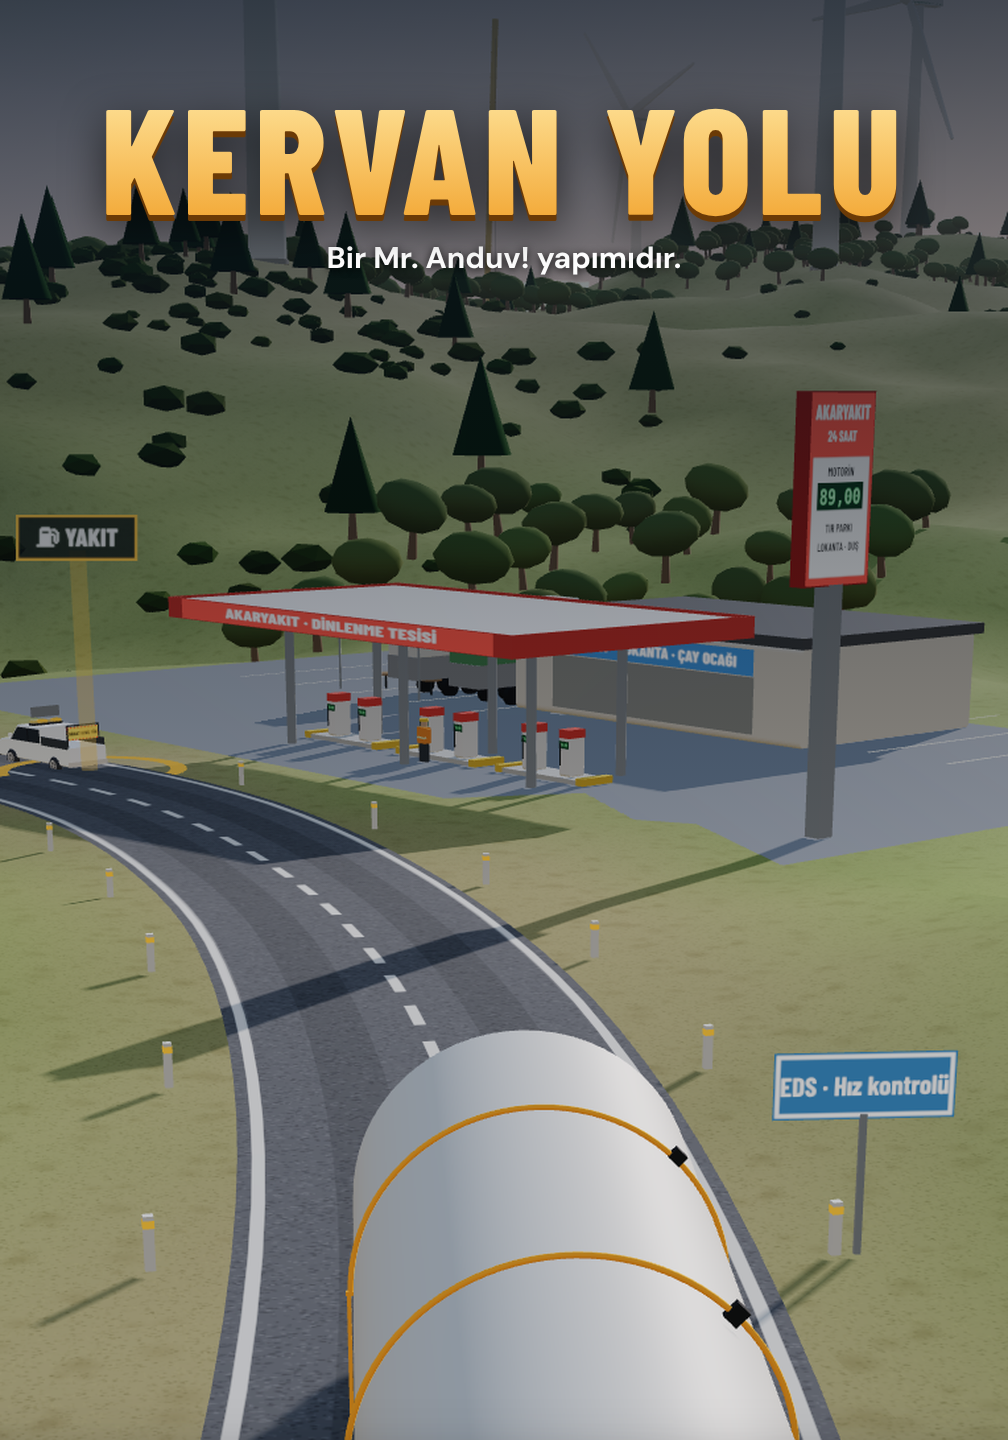 KERVAN YOLU
Bir Mr. Anduv! yapımıdır.
AKARYAKIT
24 SAAT
MOTORİN
89,00
TIR PARKI
LOKANTA · DUŞ
YAKIT
AKARYAKIT · DİNLENME TESİSİ
KANTA · ÇAY OCAĞI
EDS · Hız kontrolü